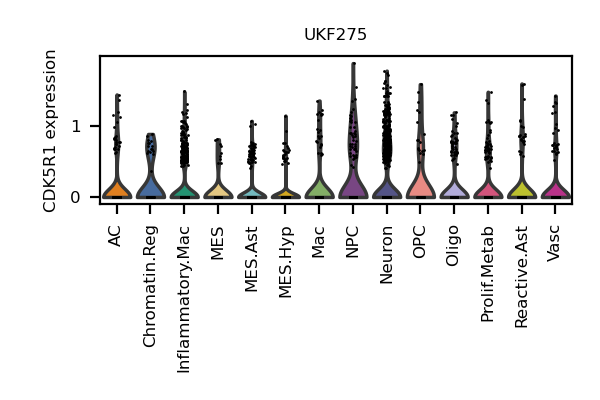 UKF275
CDK5R1 expression
1
0
AC
Chromatin.Reg
Inflammatory.Mac
MES
MES.Ast
MES.Hyp
Mac
NPC
Neuron
OPC
Oligo
Prolif.Metab
Reactive.Ast
Vasc